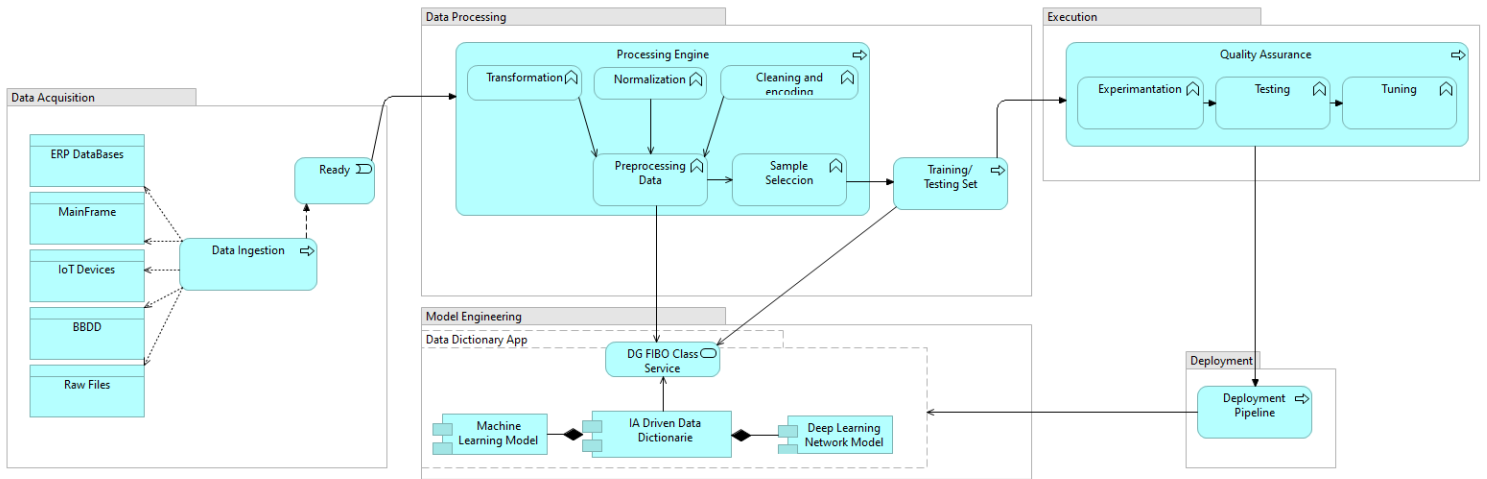 Data Acquisition
ERP DataBases
MainFrame
IoT Devices
BBDD
Raw Files
Data Ingestion
Ready
Data Processing
Processing Engine
Transformation
Normalization
Cleaning and
encoding
Preprocessing
Data
Sample
Seleccion
Training/
Testing Set
Execution
Quality Assurance
Experimantation
Testing
Tuning
Model Engineering
Data Dictionary App
DG FIBO Class
Service
Machine
Learning Model
IA Driven Data
Dictionarie
Deep Learning
Network Model
Deployment
Deployment
Pipeline